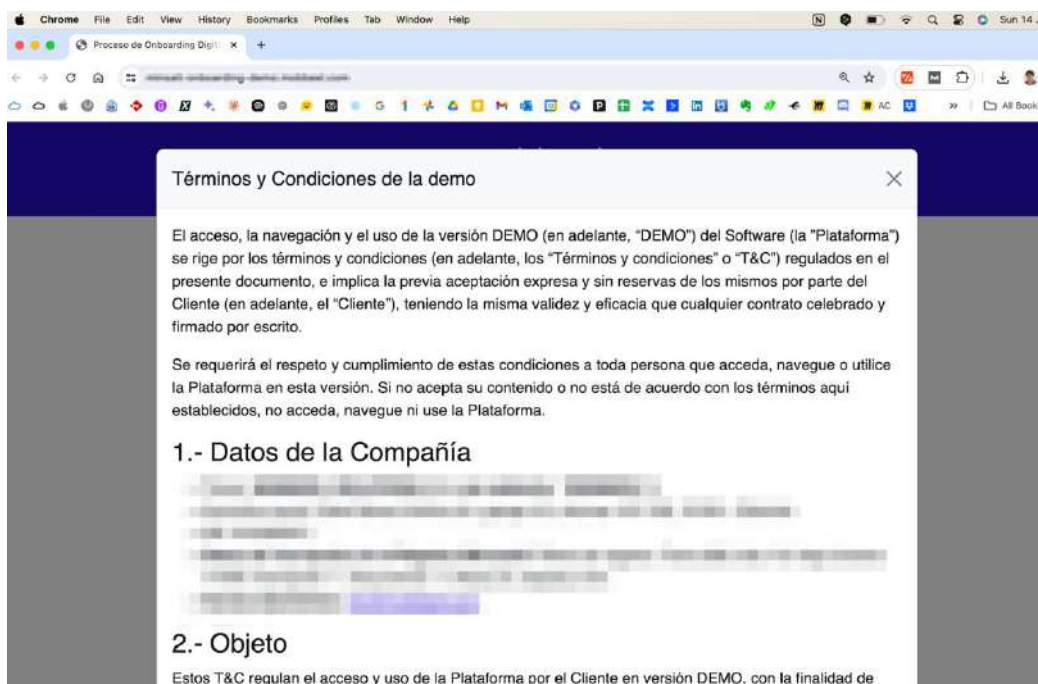 Chrome File Edit View History Bookmarks Profiles Tab Window Help Sun 14
Proceso de Onboarding Digit
AC All Book
Términos y Condiciones de la demo
El acceso, la navegación y el uso de la versión DEMO (en adelante, “DEMO”) del Software (la ”Plataforma”)
se rige por los términos y condiciones (en adelante, los “Términos y condiciones” o “T&C”) regulados en el
presente documento, e implica la previa aceptación expresa y sin reservas de los mismos por parte del
Cliente (en adelante, el “Cliente”), teniendo la misma validez y eficacia que cualquier contrato celebrado y
firmado por escrito.
Se requerirá el respeto y cumplimiento de estas condiciones a toda persona que acceda, navegue o utilice
la Plataforma en esta versión. Si no acepta su contenido o no está de acuerdo con los términos aquí
establecidos, no acceda, navegue ni use la Plataforma.
1.- Datos de la Compañía
2.- Objeto
Estos T&C regulan el acceso y uso de la Plataforma por el Cliente en versión DEMO, con la finalidad de